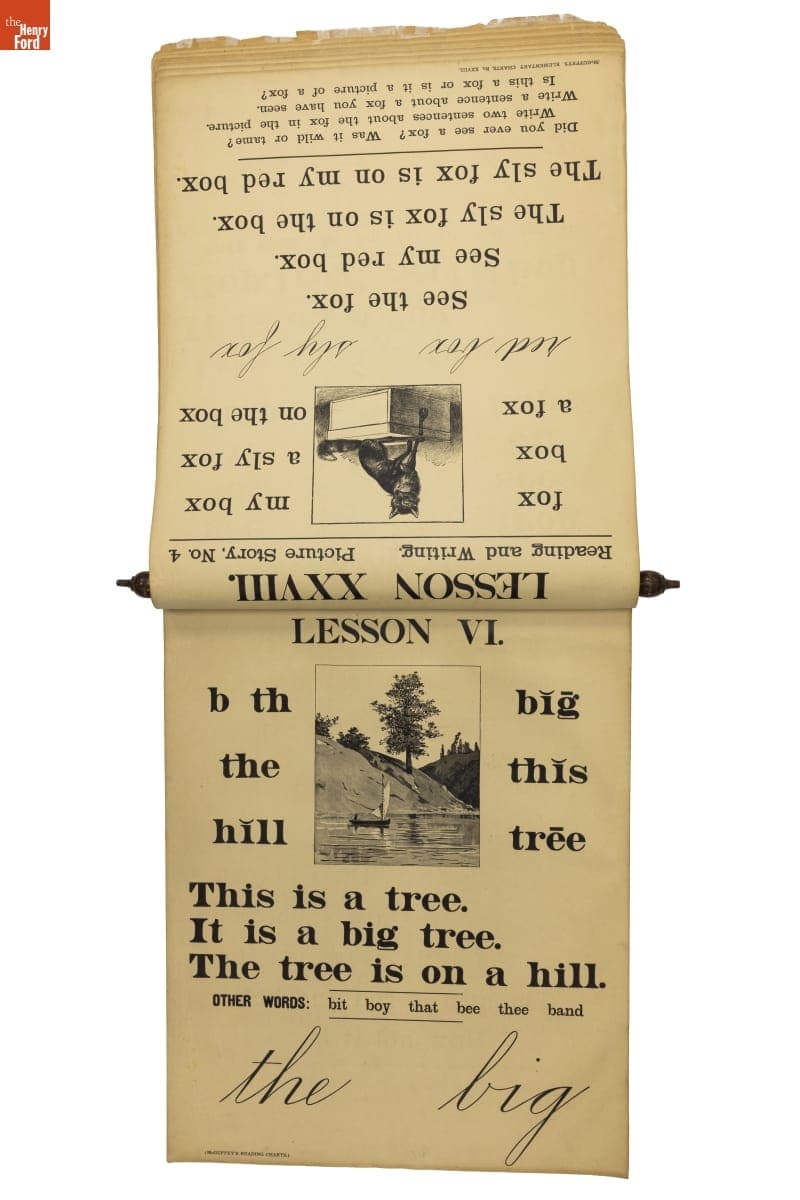 the Henry Ford
LESSON XXVIII.
Reading and Writing. Picture Story, No. 4.
fox my box
box a sly fox
a fox on the box
red box sly fox
See the fox.
See my red box.
The sly fox is on the box.
The sly fox is on my red box.
Did you ever see a fox? Was it wild or tame?
Write two sentences about the fox in the picture.
Write a sentence about a fox you have seen.
Is this a fox or is it a picture of a fox?
McGUFFEY'S ELEMENTARY CHARTS, No. XXVIII.
LESSON VI.
b th bĭḡ
the thĭs
hĭll trēe
This is a tree.
It is a big tree.
The tree is on a hill.
OTHER WORDS: bit boy that bee thee band
the big
(McGUFFEY'S READING CHARTS.)